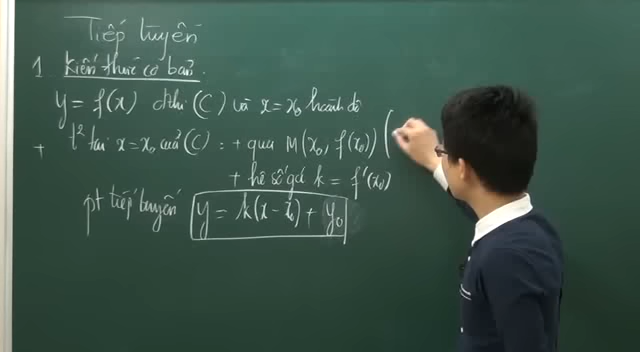 Tiếp tuyến
1 Kiến thức cơ bản.
y = f(x) đthị (C) và x = x₀ hoành độ
+ t² tại x = x₀ của (C) : + qua M(x₀, f(x₀)) (
+ hệ số góc k = f'(x₀)
pt tiếp tuyến y = k(x - x₀) + y₀